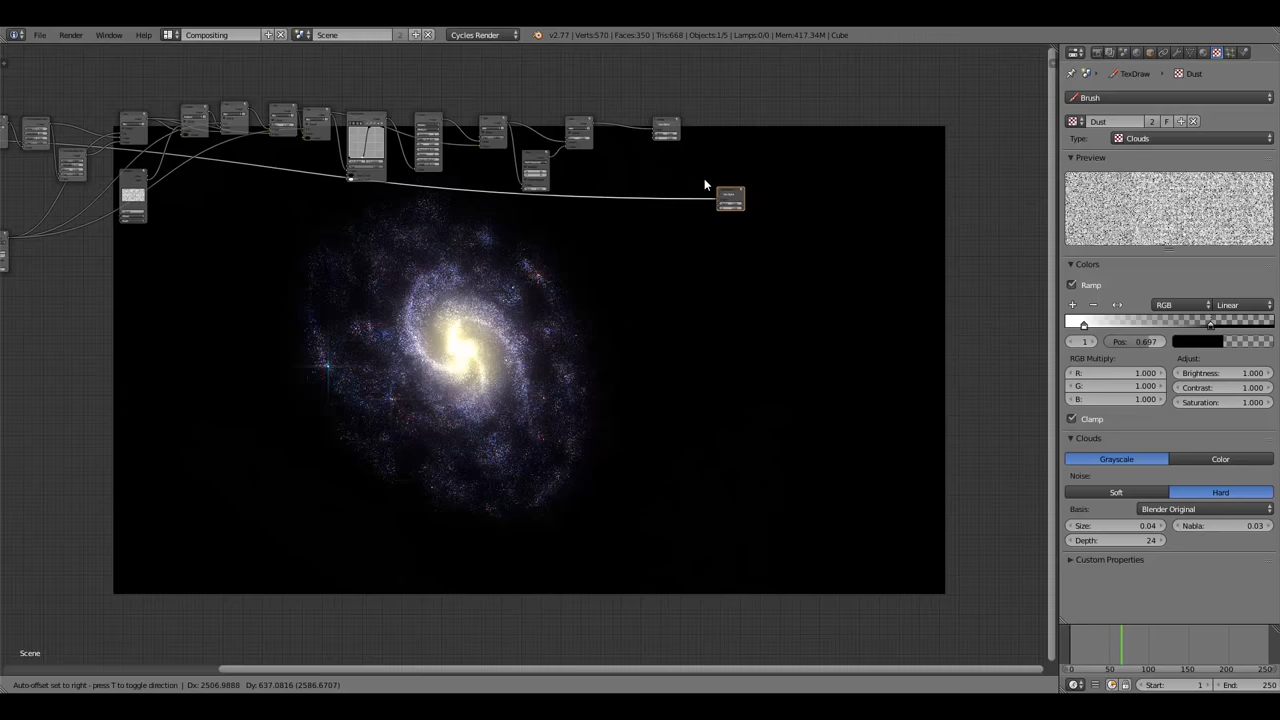 File Render Window Help Compositing Scene 2 Cycles Render v2.77 | Verts:570 | Faces:350 | Tris:668 | Objects:1/5 | Lamps:0/0 | Mem:417.34M | Cube
TexDraw Dust
Brush
Dust 2 F
Type: Clouds
Preview
Colors
Ramp
RGB Linear
1 Pos: 0.697
RGB Multiply: Adjust:
R: 1.000 Brightness: 1.000
G: 1.000 Contrast: 1.000
B: 1.000 Saturation: 1.000
Clamp
Clouds
Grayscale Color
Noise:
Soft Hard
Basis: Blender Original
Size: 0.04 Nabla: 0.03
Depth: 24
Custom Properties
Scene
0 50 100 150 200 250
Auto-offset set to right - press T to toggle direction | Dx: 2506.9888 Dy: 637.0816 (2586.6707)
Start: 1 End: 250